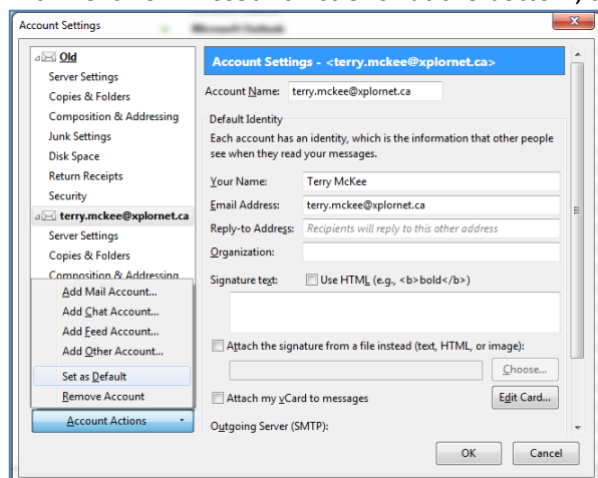 Account Settings
Old
Server Settings
Copies & Folders
Composition & Addressing
Junk Settings
Disk Space
Return Receipts
Security
terry.mckee@xplornet.ca
Server Settings
Copies & Folders
Composition & Addressing
Add Mail Account...
Add Chat Account...
Add Feed Account...
Add Other Account...
Set as Default
Remove Account
Account Actions
Account Settings - <terry.mckee@xplornet.ca>
Account Name: terry.mckee@xplornet.ca
Default Identity
Each account has an identity, which is the information that other people
see when they read your messages.
Your Name: Terry McKee
Email Address: terry.mckee@xplornet.ca
Reply-to Address: Recipients will reply to this other address
Organization:
Signature text: Use HTML (e.g., <b>bold</b>)
Attach the signature from a file instead (text, HTML, or image):
Choose...
Attach my vCard to messages Edit Card...
Outgoing Server (SMTP):
OK Cancel